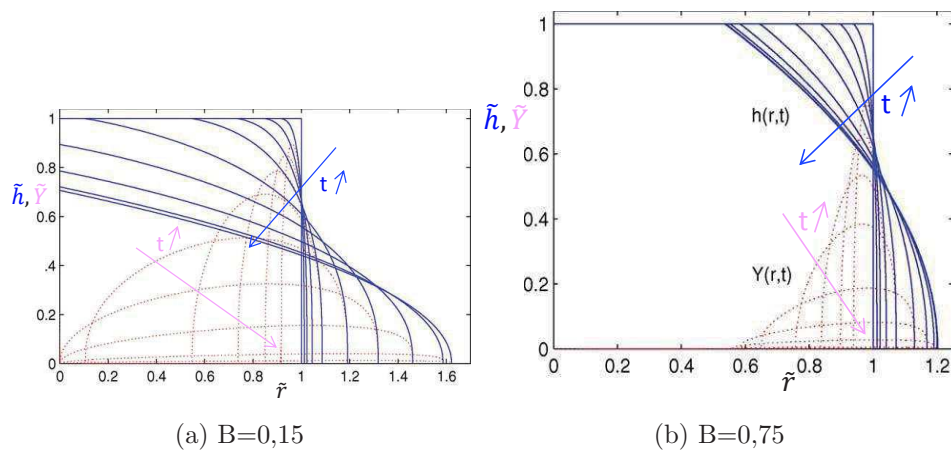 1
0.8
h̃, Ỹ 0.6
.4
0.2
0
0 0.2 0.4 0.6 0.8 1 1.2 1.4 1.6
r̃
t ↗
t ↗
(a) B=0,15
1
0.8
h̃, Ỹ
0.6
0.4
0.2
0
0 0.2 0.4 0.6 0.8 1 1.2
r̃
t ↗
h(r,t)
t ↗
Y(r,t)
(b) B=0,75